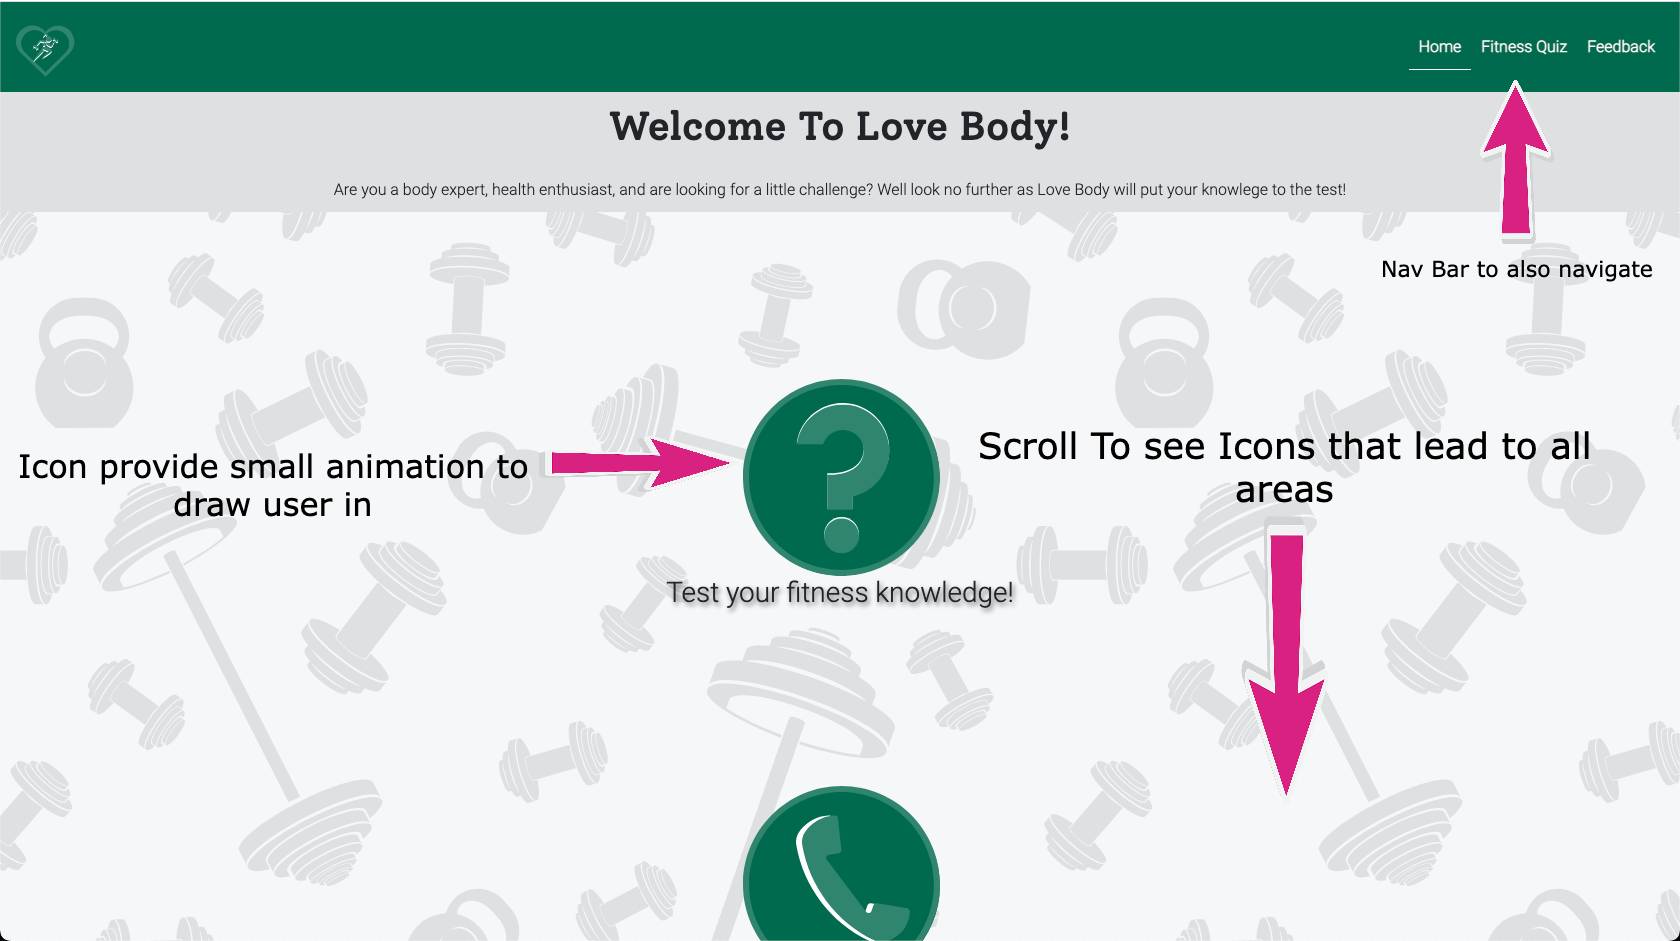 Home Fitness Quiz Feedback
Welcome To Love Body!
Are you a body expert, health enthusiast, and are looking for a little challenge? Well look no further as Love Body will put your knowlege to the test!
Nav Bar to also navigate
Icon provide small animation to
draw user in
Scroll To see Icons that lead to all
areas
Test your fitness knowledge!